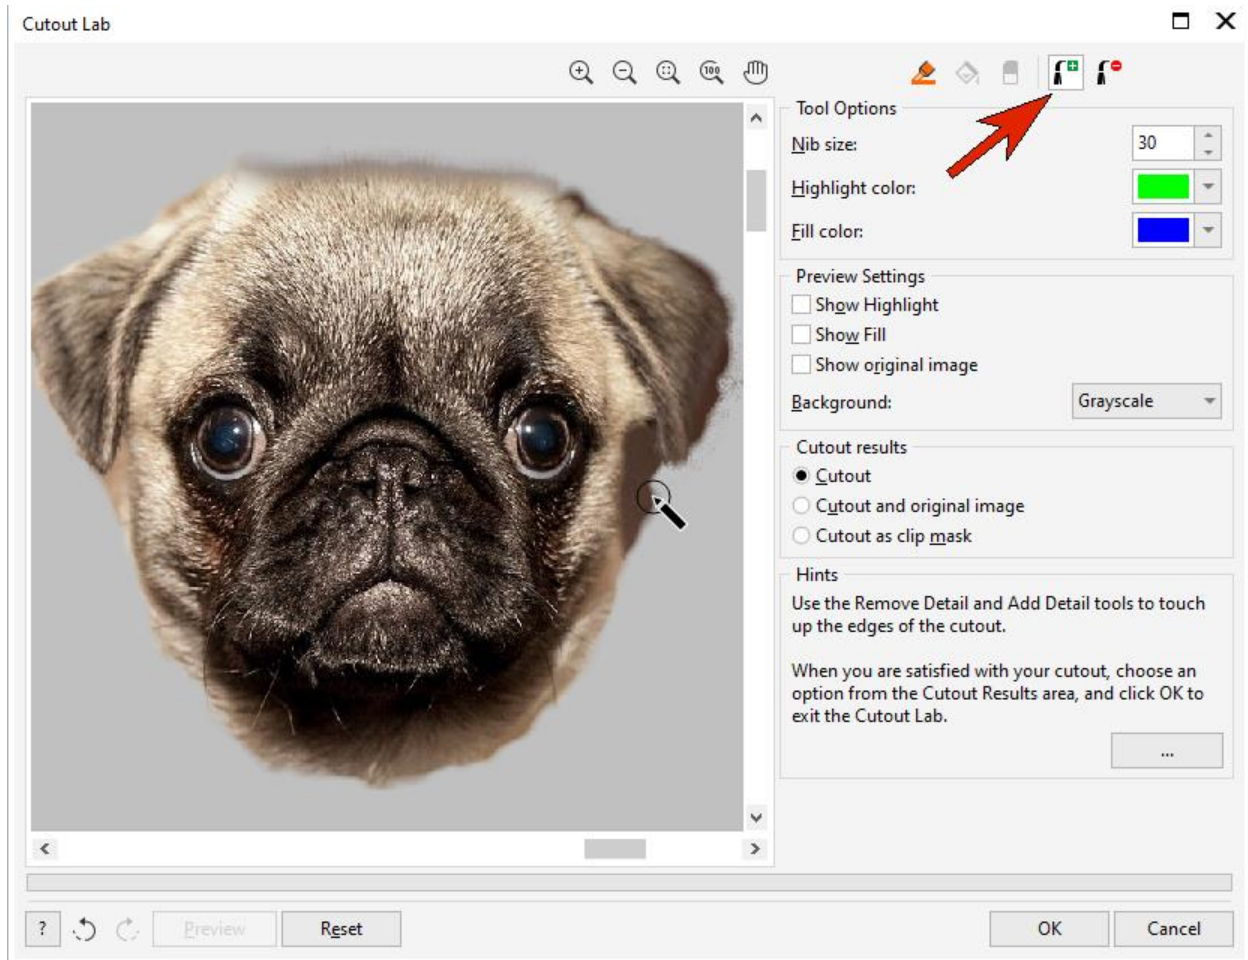 Cutout Lab
100
Tool Options
Nib size:
30
Highlight color:
Fill color:
Preview Settings
Show Highlight
Show Fill
Show original image
Background:
Grayscale
Cutout results
Cutout
Cutout and original image
Cutout as clip mask
Hints
Use the Remove Detail and Add Detail tools to touch
up the edges of the cutout.
When you are satisfied with your cutout, choose an
option from the Cutout Results area, and click OK to
exit the Cutout Lab.
...
?
Preview
Reset
OK
Cancel